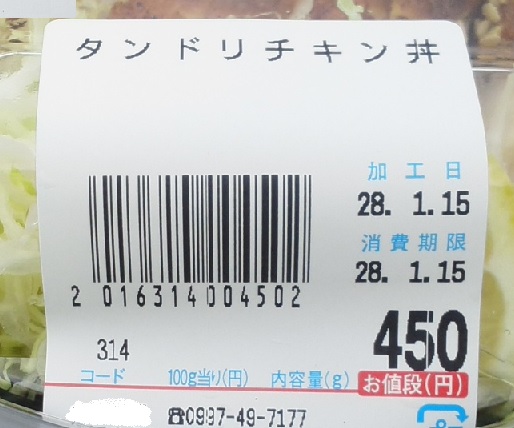 タンドリチキン丼
加工日
28. 1.15
消費期限
28. 1.15
2 016314 004502
450
314
コード 100g当り(円) 内容量(g) お値段(円)
☎0997-49-7177